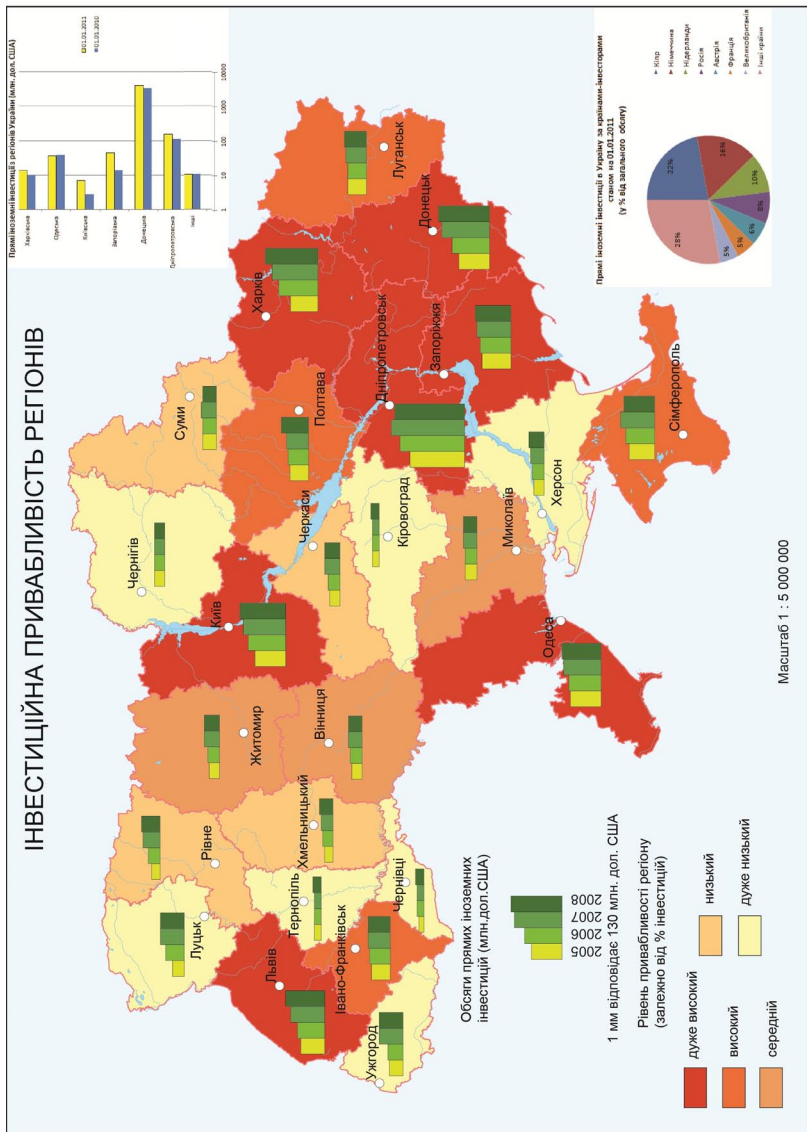 ІНВЕСТИЦІЙНА ПРИВАБЛИВІСТЬ РЕГІОНІВ
Прямі іноземні інвестиції з регіонів України (млн. дол. США)
01.01.2011
01.01.2010
Харківська
Одеська
Київська
Запорізька
Донецька
Дніпропетровська
Інші
1
10
100
1000
10000
Чернігів
Суми
Луцьк
Рівне
Житомир
Київ
Полтава
Харків
Луганськ
Львів
Тернопіль
Хмельницький
Вінниця
Черкаси
Дніпропетровськ
Донецьк
Ужгород
Івано-Франківськ
Чернівці
Кіровоград
Запоріжжя
Миколаїв
Одеса
Херсон
Сімферополь
Обсяги прямих іноземних
інвестицій (млн.дол.США)
2005
2006
2007
2008
1 мм відповідає 130 млн. дол. США
Рівень привабливості регіону
(залежно від % інвестицій)
дуже високий
високий
середній
низький
дуже низький
Масштаб 1 : 5 000 000
Прямі іноземні інвестиції в Україну за країнами-інвесторами
станом на 01.01.2011
(у % від загального обсягу)
22%
16%
10%
8%
6%
5%
5%
28%
Кіпр
Німеччина
Нідерланди
Росія
Австрія
Франція
Великобританія
Інші країни